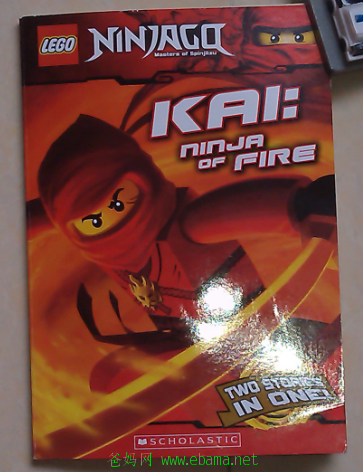 LEGO NINJAGO
Masters of Spinjitzu
KAI:
NINJA
OF FIRE
TWO STORIES
IN ONE!
SCHOLASTIC
爸妈网 www.ebama.net